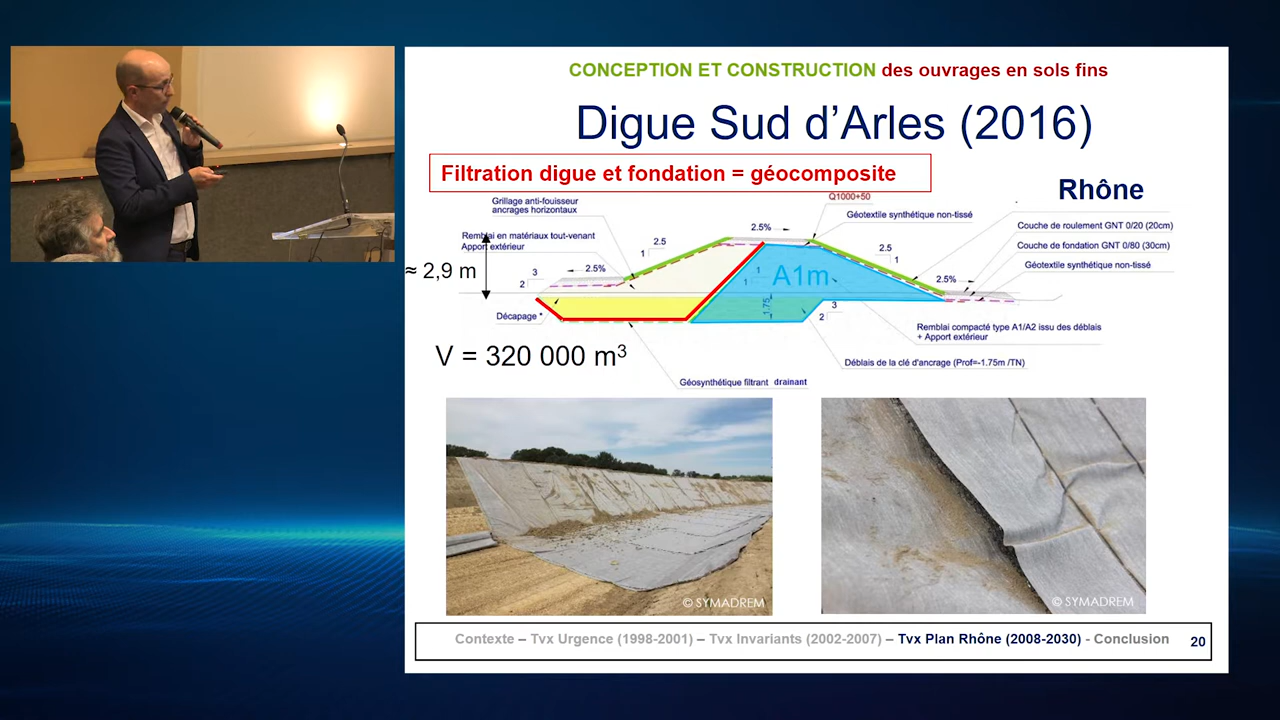 CONCEPTION ET CONSTRUCTION des ouvrages en sols fins
Digue Sud d'Arles (2016)
Filtration digue et fondation = géocomposite
Rhône
Grillage anti-fouisseur
ancrages horizontaux
Q1000+50
Géotextile synthétique non-tissé
Couche de roulement GNT 0/20 (20cm)
Remblai en matériaux tout-venant
Apport extérieur
2.5%
2.5
1
2.5
1
Couche de fondation GNT 0/80 (30cm)
Géotextile synthétique non-tissé
≈ 2,9 m
3
2
2.5%
1
1
A1m
2.5%
1.75
3
2
Décapage *
Remblai compacté type A1/A2 issu des déblais
+ Apport extérieur
V = 320 000 m³
Déblais de la clé d'ancrage (Prof=-1.75m /TN)
Géosynthétique filtrant drainant
© SYMADREM
© SYMADREM
Contexte – Tvx Urgence (1998-2001) – Tvx Invariants (2002-2007) – Tvx Plan Rhône (2008-2030) - Conclusion
20